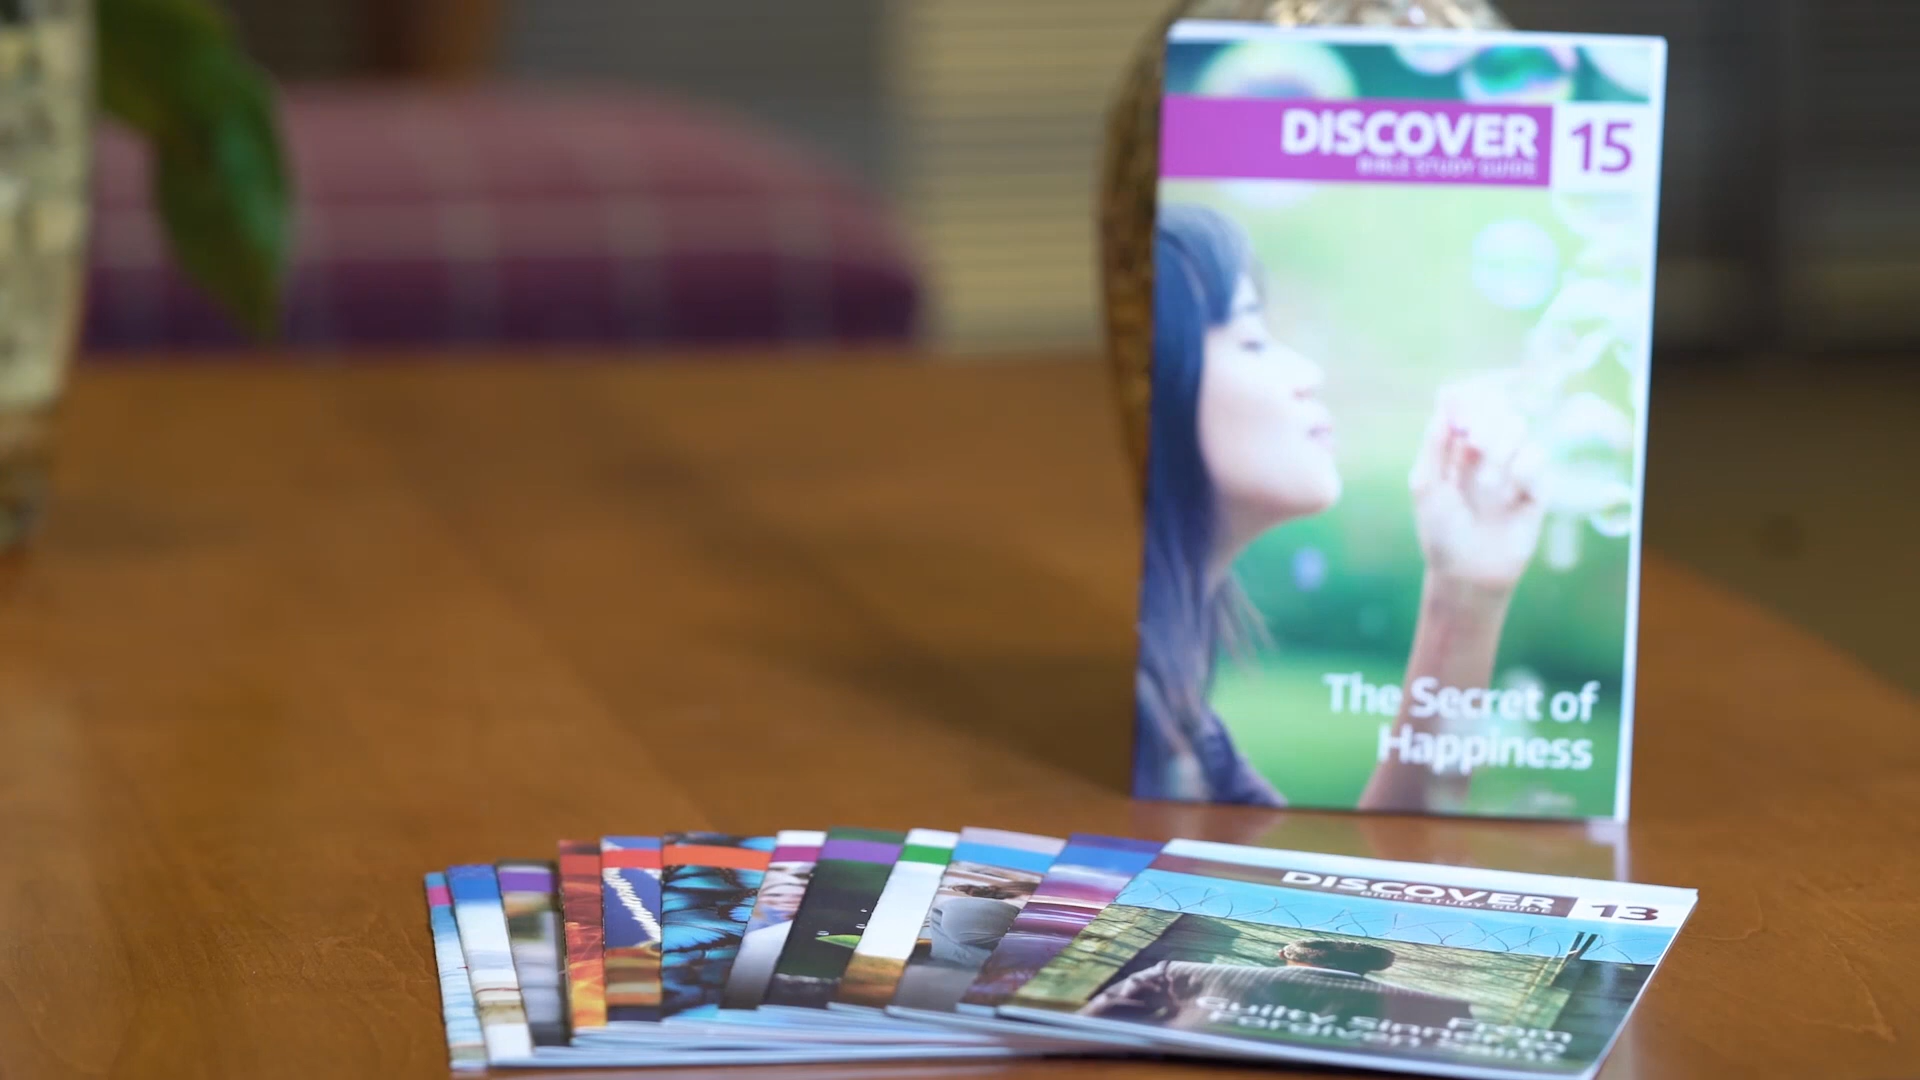 DISCOVER 15
BIBLE STUDY GUIDE
The Secret of
Happiness
DISCOVER 13
BIBLE STUDY GUIDE
From
Guilty Sinner to
Forgiven Saint